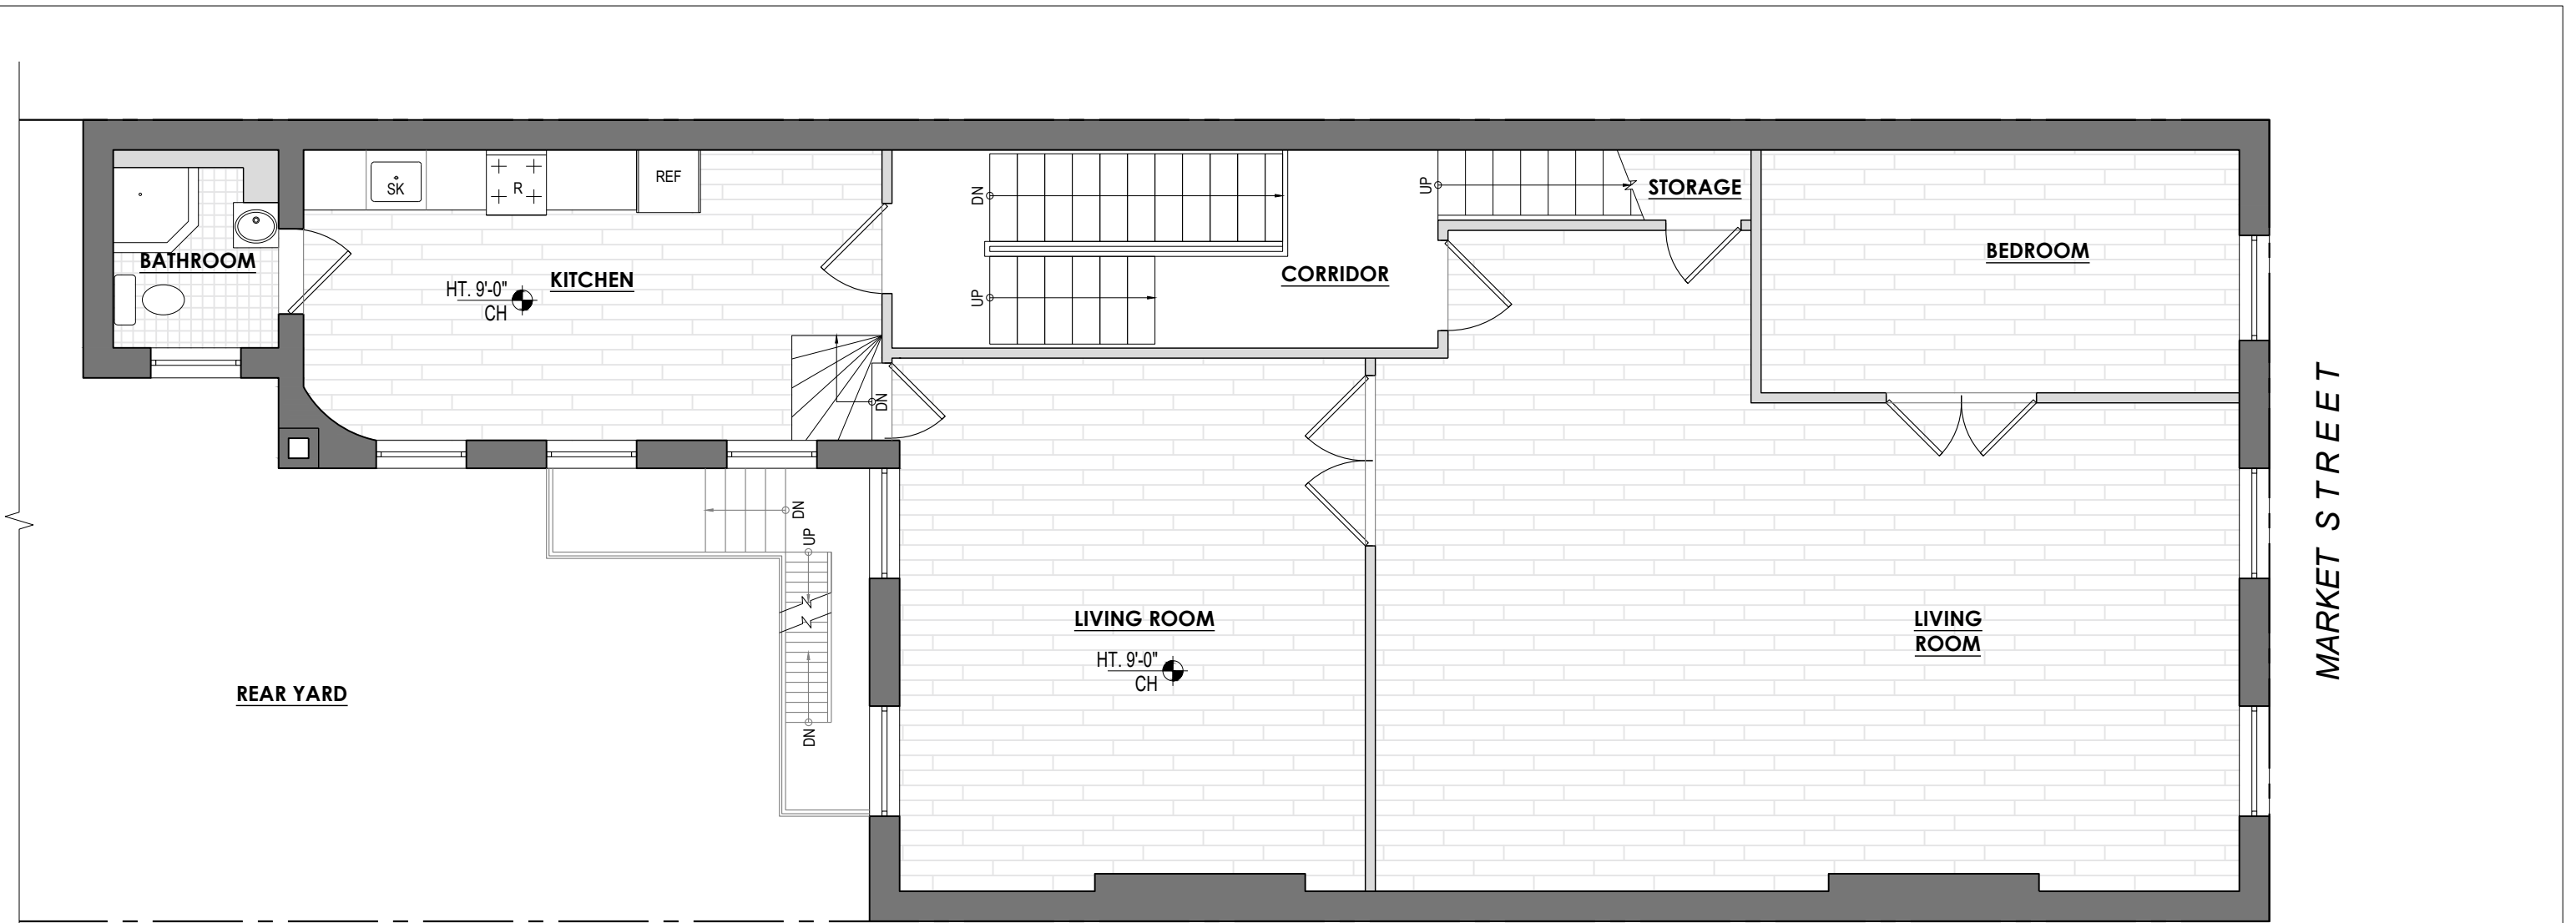 SK
R
REF
DN
UP
STORAGE
BATHROOM
KITCHEN
HT. 9'-0"
CH
UP
CORRIDOR
BEDROOM
DN
DN
UP
DN
LIVING ROOM
HT. 9'-0"
CH
LIVING
ROOM
REAR YARD
MARKET STREET